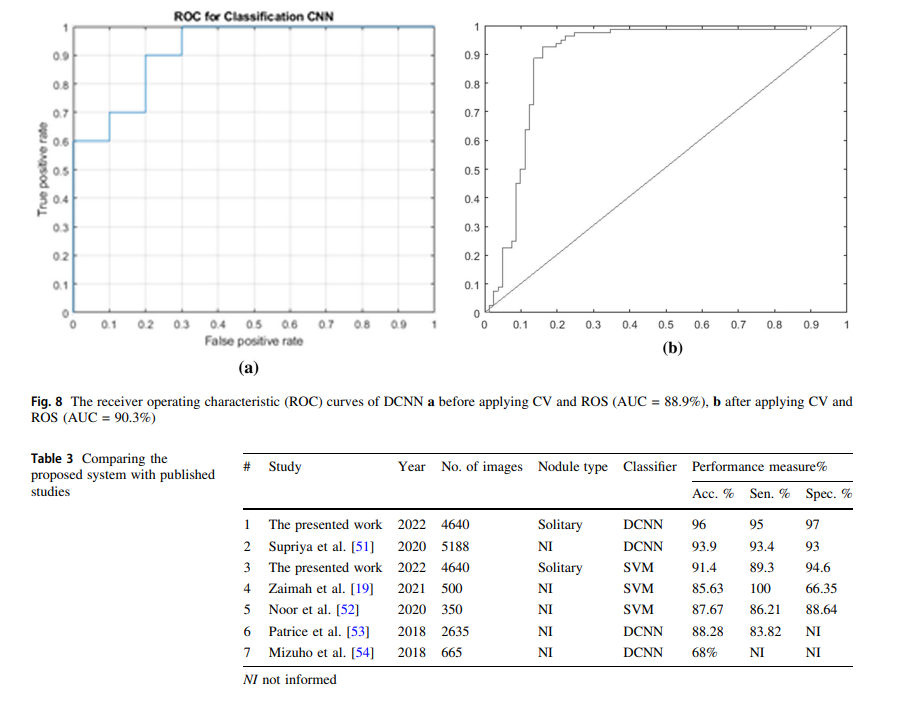 ROC for Classification CNN
1
0.9
0.8
0.7
0.6
0.5
0.4
0.3
0.2
0.1
0
True positive rate
0 0.1 0.2 0.3 0.4 0.5 0.6 0.7 0.8 0.9 1
False positive rate
(a)
1
0.9
0.8
0.7
0.6
0.5
0.4
0.3
0.2
0.1
0
0 0.1 0.2 0.3 0.4 0.5 0.6 0.7 0.8 0.9 1
(b)
Fig. 8 The receiver operating characteristic (ROC) curves of DCNN a before applying CV and ROS (AUC = 88.9%), b after applying CV and
ROS (AUC = 90.3%)
Table 3 Comparing the
proposed system with published
studies
# Study Year No. of images Nodule type Classifier Performance measure%
Acc. % Sen. % Spec. %
1 The presented work 2022 4640 Solitary DCNN 96 95 97
2 Supriya et al. [51] 2020 5188 NI DCNN 93.9 93.4 93
3 The presented work 2022 4640 Solitary SVM 91.4 89.3 94.6
4 Zaimah et al. [19] 2021 500 NI SVM 85.63 100 66.35
5 Noor et al. [52] 2020 350 NI SVM 87.67 86.21 88.64
6 Patrice et al. [53] 2018 2635 NI DCNN 88.28 83.82 NI
7 Mizuho et al. [54] 2018 665 NI DCNN 68% NI NI
NI not informed